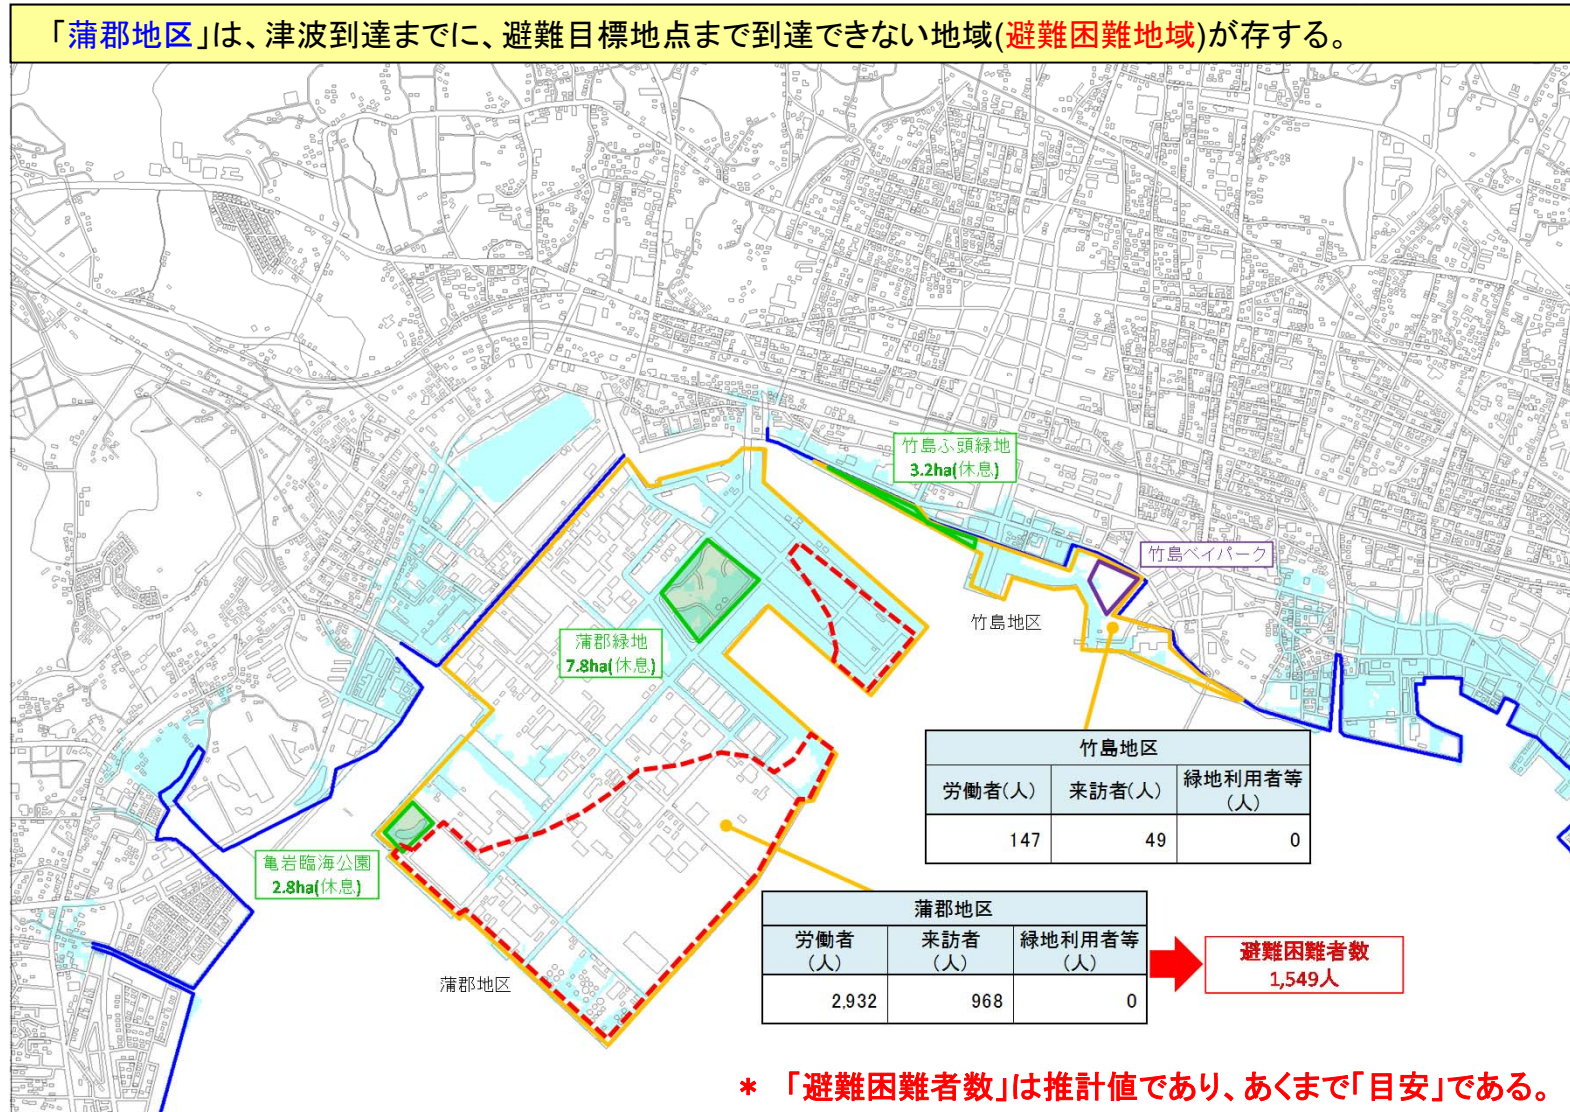 「蒲郡地区」は、津波到達までに、避難目標地点まで到達できない地域(避難困難地域)が存する。
竹島ふ頭緑地
3.2ha(休息)
竹島ベイパーク
竹島地区
蒲郡緑地
7.8ha(休息)
竹島地区
労働者(人) 来訪者(人) 緑地利用者等
(人)
147 49 0
亀岩臨海公園
2.8ha(休息)
蒲郡地区
蒲郡地区
労働者 来訪者 緑地利用者等
(人) (人) (人)
2,932 968 0
避難困難者数
1,549人
* 「避難困難者数」は推計値であり、あくまで「目安」である。